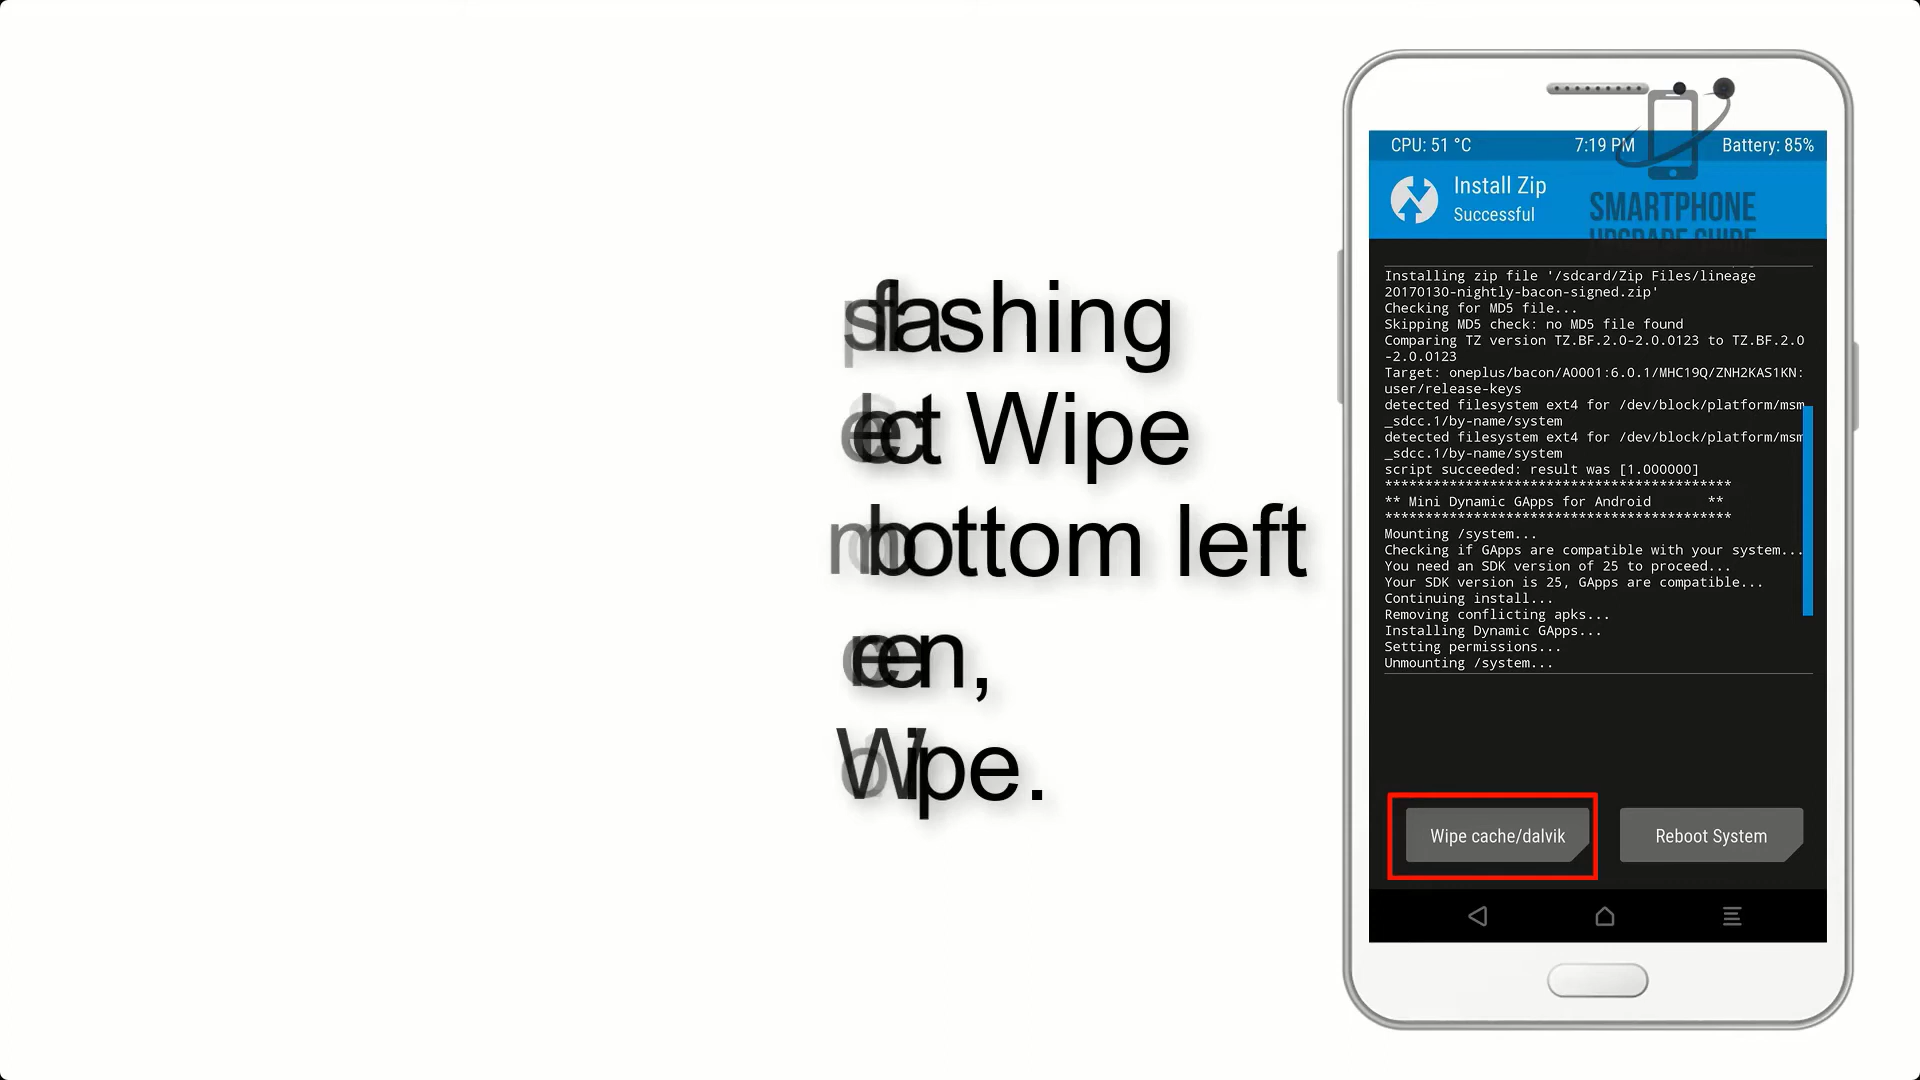 flashing
Wipe
bottom left
Wipe.
CPU: 51 °C 7:19 PM Battery: 85%
Install Zip
Successful
SMARTPHONE
UPGRADE GUIDE
Installing zip file '/sdcard/Zip Files/lineage
20170130-nightly-bacon-signed.zip'
Checking for MD5 file...
Skipping MD5 check: no MD5 file found
Comparing TZ version TZ.BF.2.0-2.0.0123 to TZ.BF.2.0
-2.0.0123
Target: oneplus/bacon/A0001:6.0.1/MHC19Q/ZNH2KAS1KN:
user/release-keys
detected filesystem ext4 for /dev/block/platform/msm
_sdcc.1/by-name/system
detected filesystem ext4 for /dev/block/platform/msm
_sdcc.1/by-name/system
script succeeded: result was [1.000000]
*******************************************
** Mini Dynamic GApps for Android **
*******************************************
Mounting /system...
Checking if GApps are compatible with your system...
You need an SDK version of 25 to proceed...
Your SDK version is 25, GApps are compatible...
Continuing install...
Removing conflicting apks...
Installing Dynamic GApps...
Setting permissions...
Unmounting /system...
Wipe cache/dalvik Reboot System